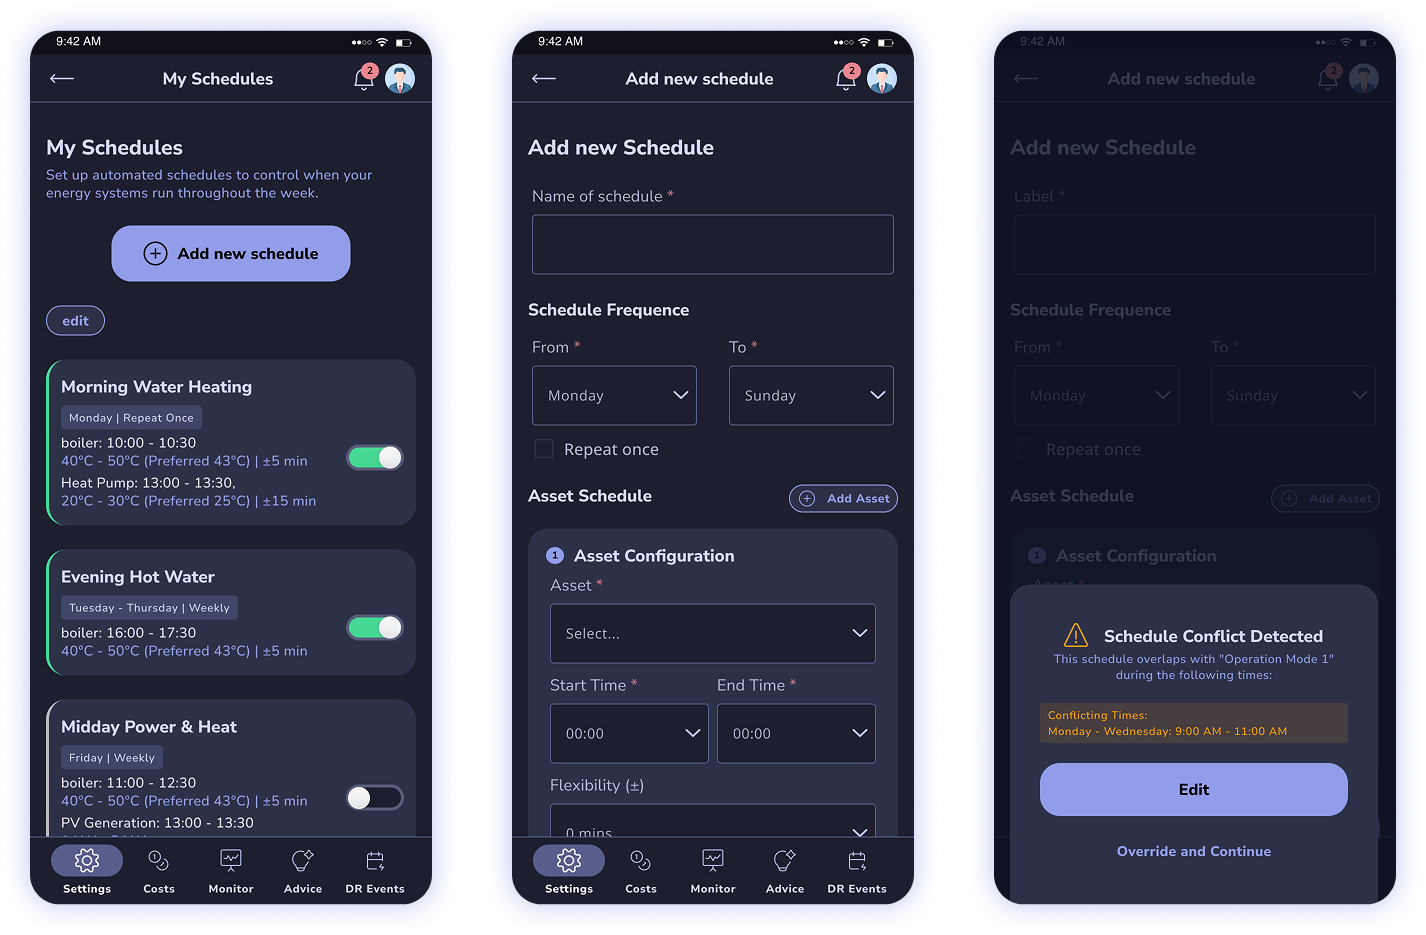 9:42 AM
My Schedules
2
My Schedules
Set up automated schedules to control when your
energy systems run throughout the week.
Add new schedule
edit
Morning Water Heating
Monday | Repeat Once
boiler: 10:00 - 10:30
40°C - 50°C (Preferred 43°C) | ±5 min
Heat Pump: 13:00 - 13:30,
20°C - 30°C (Preferred 25°C) | ±15 min
Evening Hot Water
Tuesday - Thursday | Weekly
boiler: 16:00 - 17:30
40°C - 50°C (Preferred 43°C) | ±5 min
Midday Power & Heat
Friday | Weekly
boiler: 11:00 - 12:30
40°C - 50°C (Preferred 43°C) | ±5 min
PV Generation: 13:00 - 13:30
Settings
Costs
Monitor
Advice
DR Events
9:42 AM
Add new schedule
2
Add new Schedule
Name of schedule *
Schedule Frequence
From *
To *
Monday
Sunday
Repeat once
Asset Schedule
Add Asset
1 Asset Configuration
Asset *
Select...
Start Time *
End Time *
00:00
00:00
Flexibility (±)
0 mins
Settings
Costs
Monitor
Advice
DR Events
9:42 AM
Add new schedule
2
Add new Schedule
Label *
Schedule Frequence
From *
To *
Monday
Sunday
Repeat once
Asset Schedule
Add Asset
1 Asset Configuration
Asset *
Schedule Conflict Detected
This schedule overlaps with "Operation Mode 1"
during the following times:
Conflicting Times:
Monday - Wednesday: 9:00 AM - 11:00 AM
Edit
Override and Continue